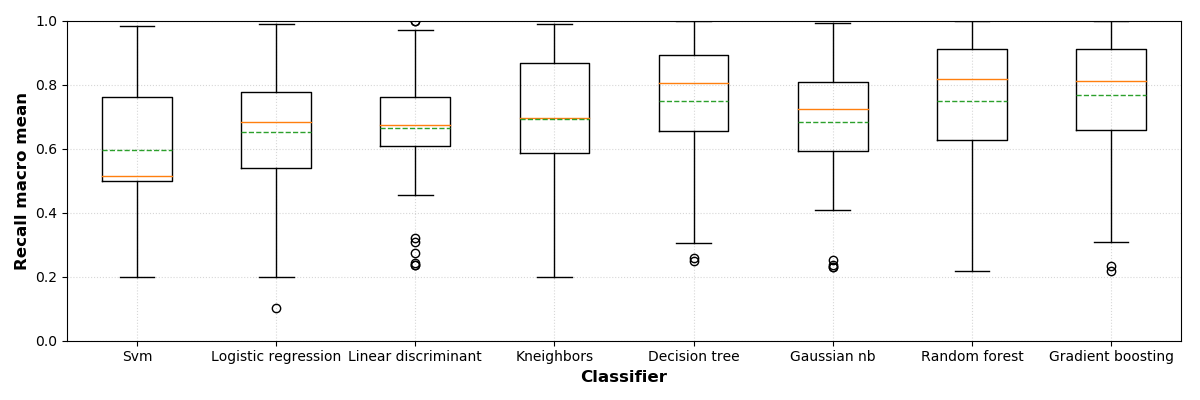 1.0
0.8
0.6
0.4
0.2
0.0
Recall macro mean
Svm
Logistic regression
Linear discriminant
Kneighbors
Decision tree
Gaussian nb
Random forest
Gradient boosting
Classifier